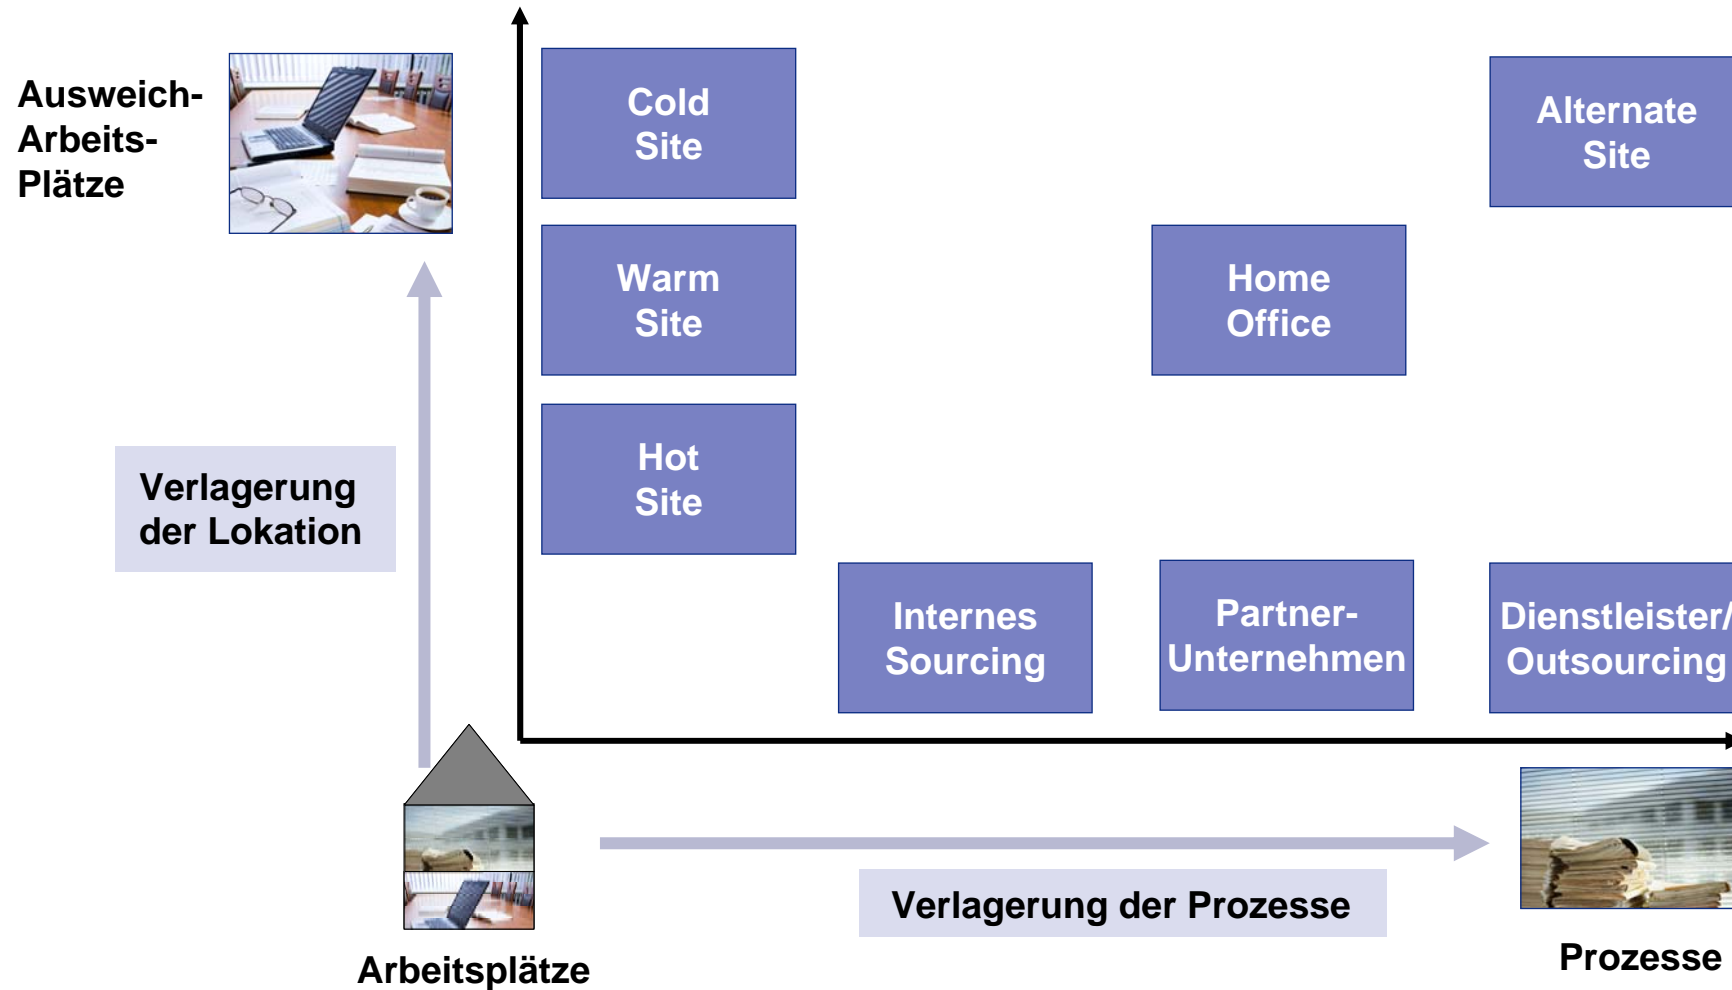 Ausweich-
Arbeits-
Plätze
Cold
Site
Alternate
Site
Warm
Site
Home
Office
Hot
Site
Verlagerung
der Lokation
Internes
Sourcing
Partner-
Unternehmen
Dienstleister/
Outsourcing
Verlagerung der Prozesse
Arbeitsplätze
Prozesse